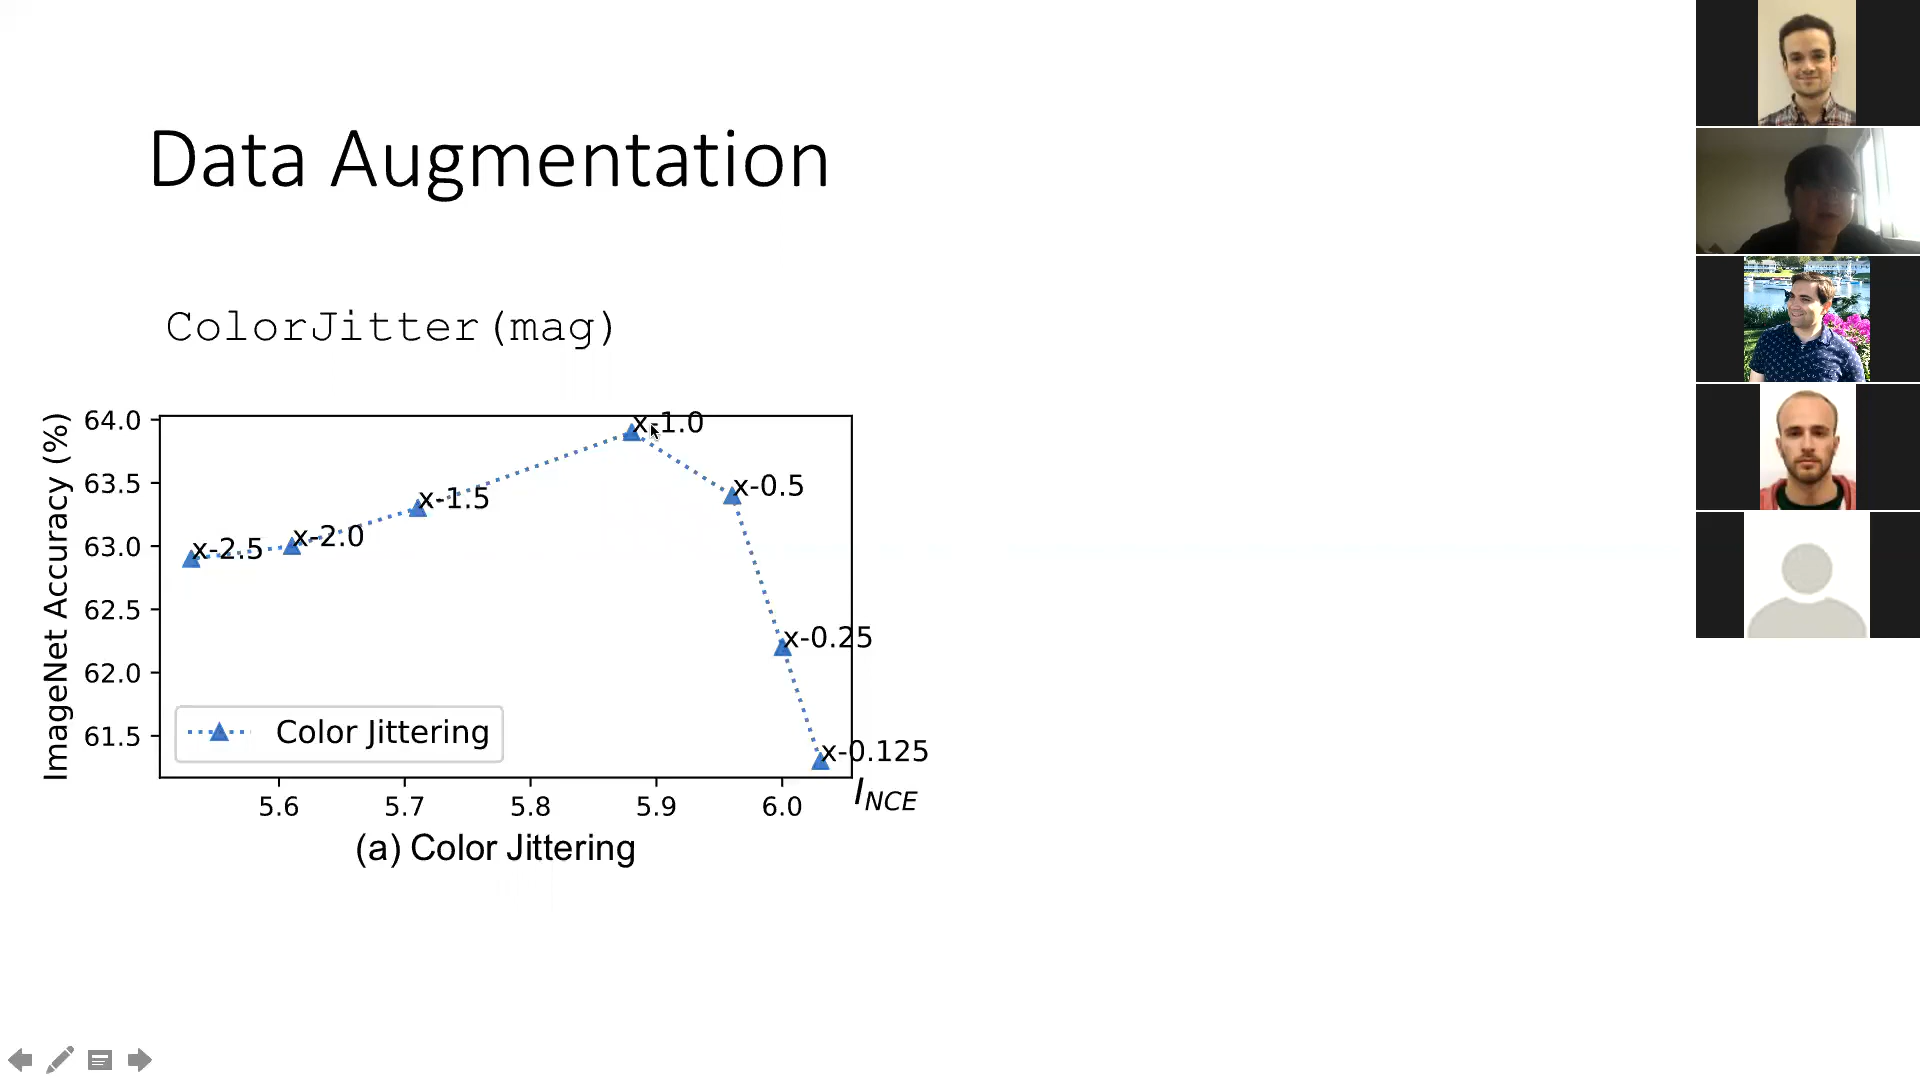 Data Augmentation
ColorJitter(mag)
ImageNet Accuracy (%)
64.0
63.5
63.0
62.5
62.0
61.5
x-2.5
x-2.0
x-1.5
x-1.0
x-0.5
x-0.25
x-0.125
Color Jittering
5.6 5.7 5.8 5.9 6.0
I_NCE
(a) Color Jittering